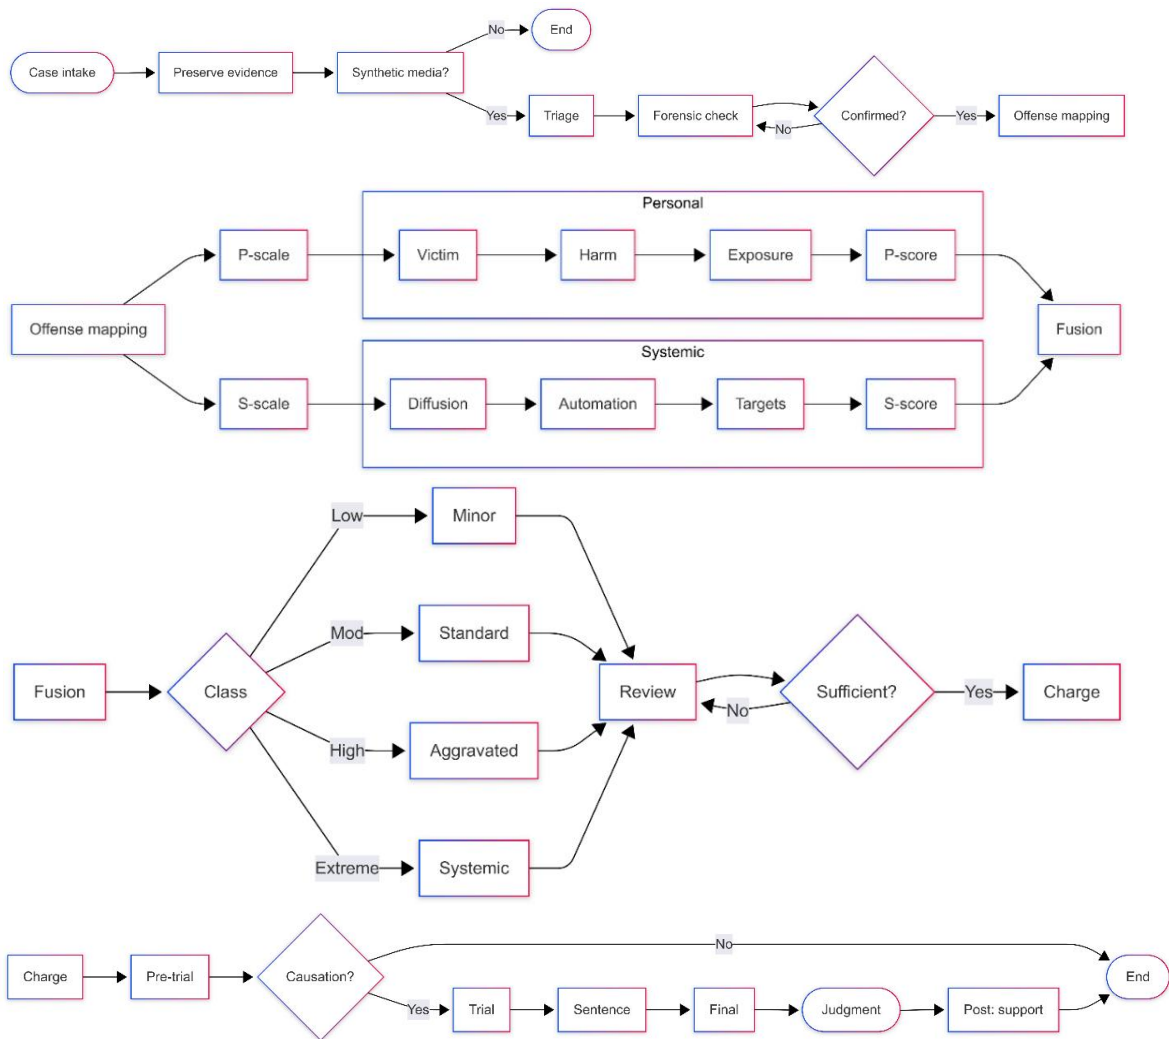 No
End
Case intake
Preserve evidence
Synthetic media?
Yes
Triage
Forensic check
No
Confirmed?
Yes
Offense mapping
Personal
P-scale
Victim
Harm
Exposure
P-score
Offense mapping
Fusion
Systemic
S-scale
Diffusion
Automation
Targets
S-score
Low
Minor
Mod
Standard
Fusion
Class
Review
No
Sufficient?
Yes
Charge
High
Aggravated
Extreme
Systemic
No
Charge
Pre-trial
Causation?
End
Yes
Trial
Sentence
Final
Judgment
Post: support